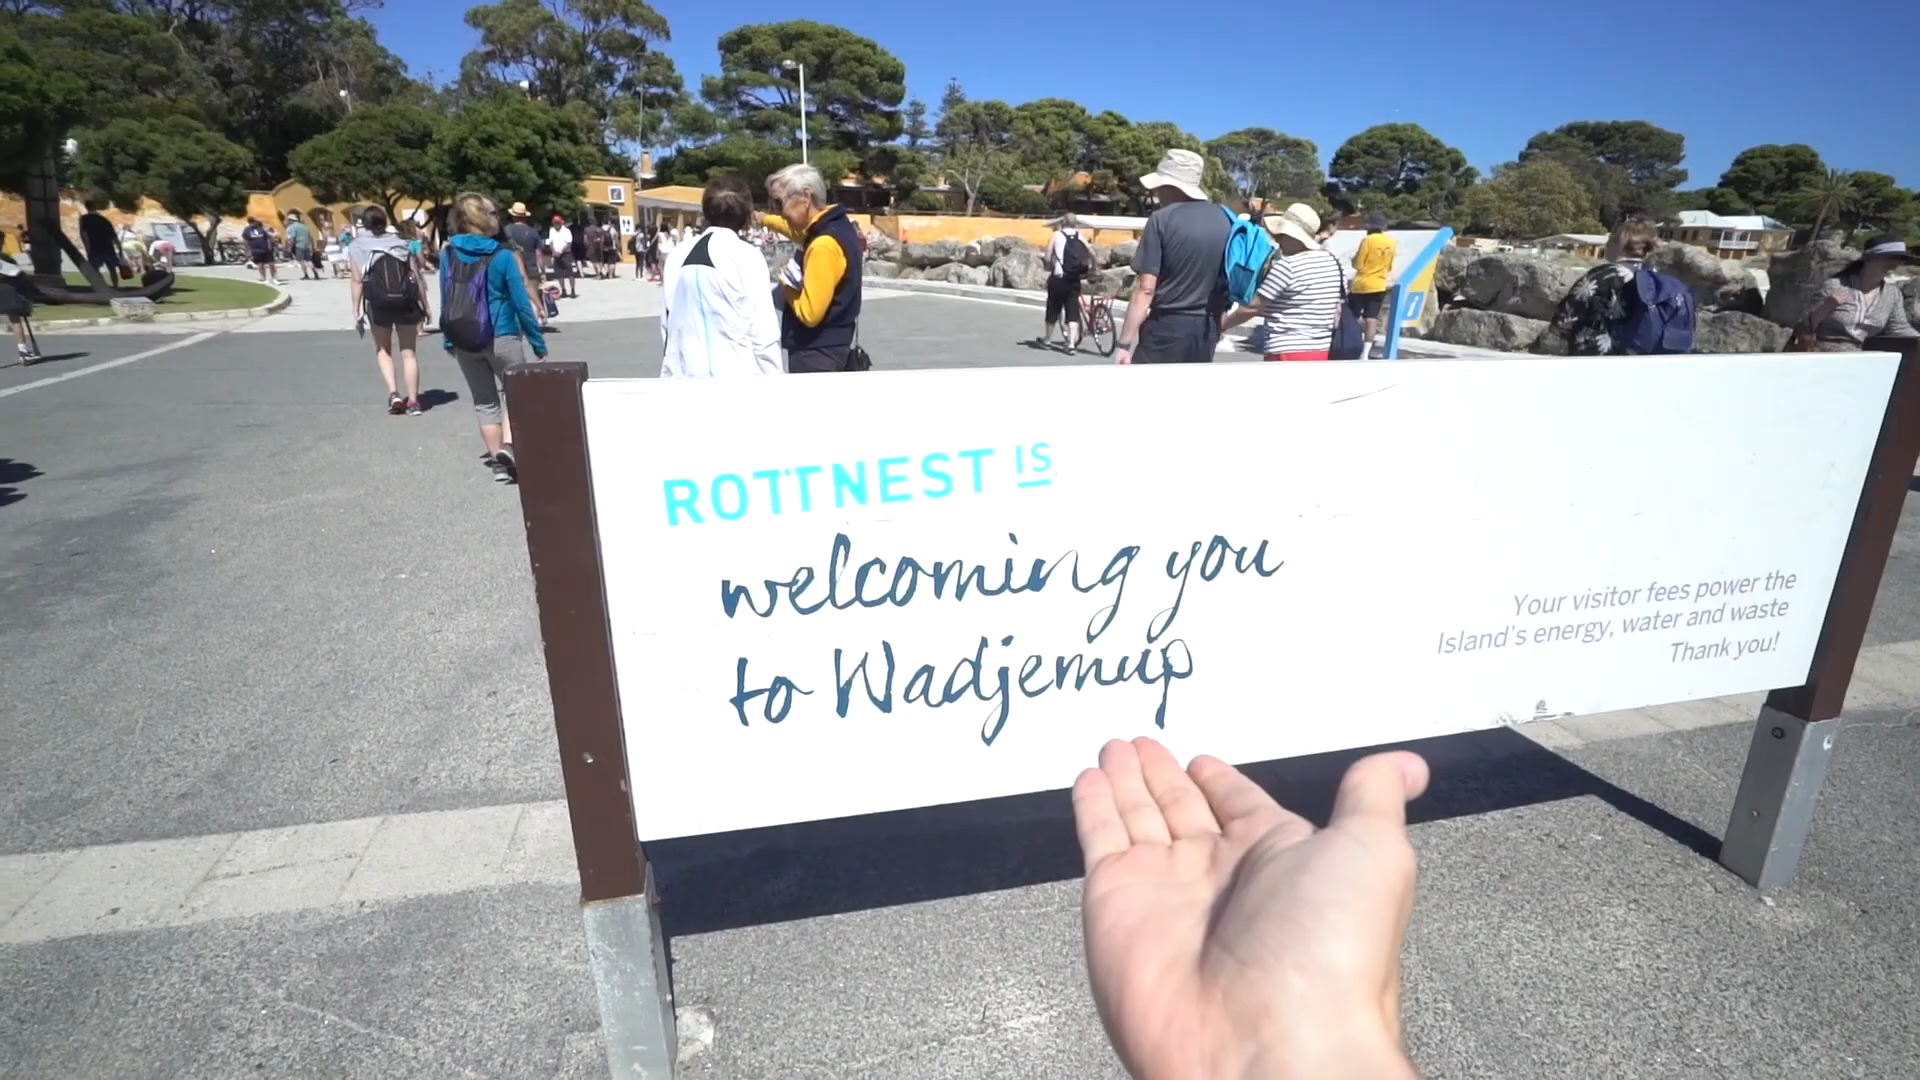 ROTTNEST IS
welcoming you
to Wadjemup
Your visitor fees power the
Island's energy, water and waste
Thank you!